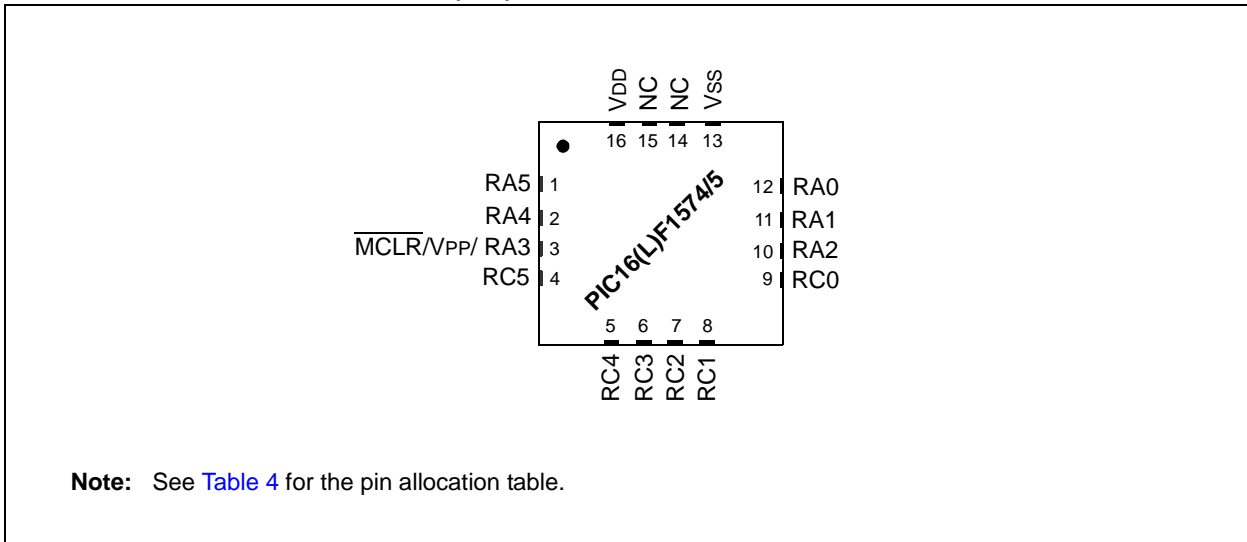 VDD NC NC VSS
16 15 14 13
RA5 1
RA4 2
MCLR/VPP/ RA3 3
RC5 4
PIC16(L)F1574/5
12 RA0
11 RA1
10 RA2
9 RC0
5 6 7 8
RC4 RC3 RC2 RC1
Note: See Table 4 for the pin allocation table.